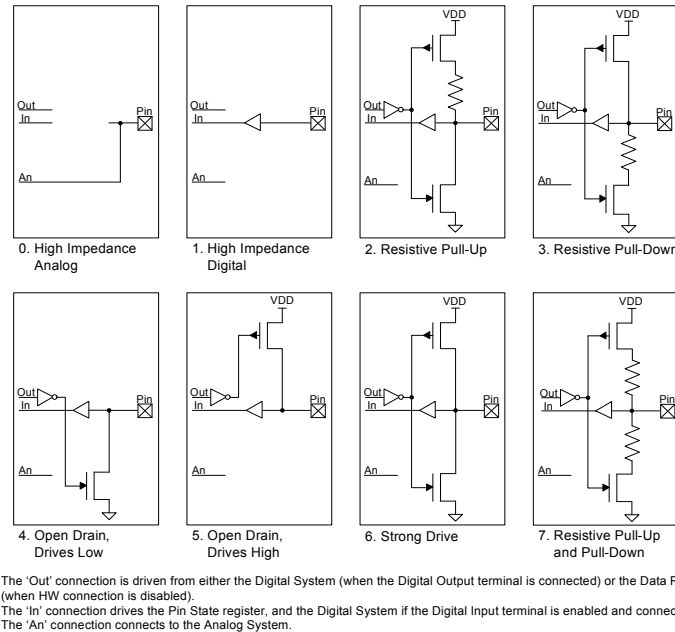 VDD
VDD
Out
In
Pin
An
Out
In
Pin
An
Out
In
Pin
An
Out
In
Pin
An
0. High Impedance
Analog
1. High Impedance
Digital
2. Resistive Pull-Up
3. Resistive Pull-Down
VDD
VDD
VDD
Out
In
Pin
An
Out
In
Pin
An
Out
In
Pin
An
Out
In
Pin
An
4. Open Drain,
Drives Low
5. Open Drain,
Drives High
6. Strong Drive
7. Resistive Pull-Up
and Pull-Down
The 'Out' connection is driven from either the Digital System (when the Digital Output terminal is connected) or the Data
(when HW connection is disabled).
The 'In' connection drives the Pin State register, and the Digital System if the Digital Input terminal is enabled and
The 'An' connection connects to the Analog System.